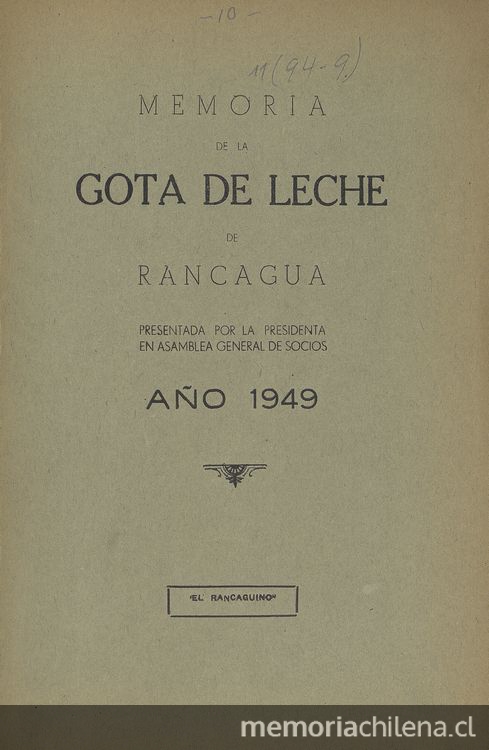 -10-
11(94-9.)
MEMORIA
DE LA
GOTA DE LECHE
DE
RANCAGUA
PRESENTADA POR LA PRESIDENTA
EN ASAMBLEA GENERAL DE SOCIOS
AÑO 1949
"EL RANCAGUINO"
memoriachilena.cl